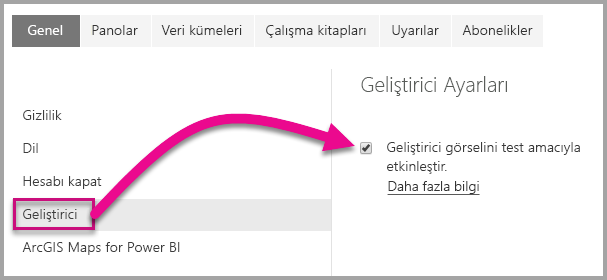 Genel Panolar Veri kümeleri Çalışma kitapları Uyarılar Abonelikler
Gizlilik
Dil
Hesabı kapat
Geliştirici
ArcGIS Maps for Power BI
Geliştirici Ayarları
Geliştirici görselini test amacıyla
etkinleştir.
Daha fazla bilgi